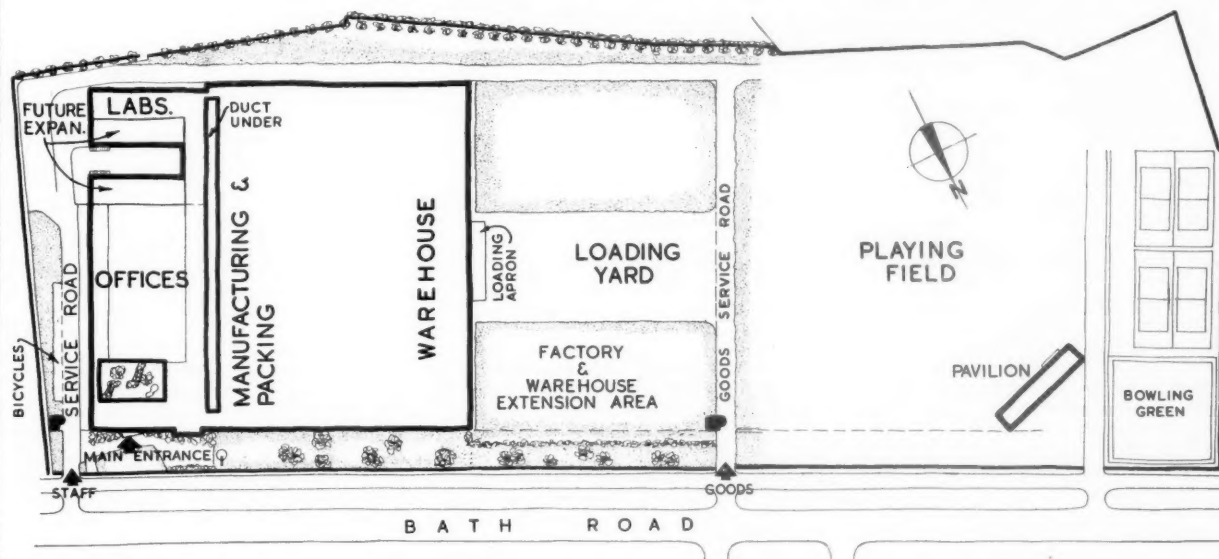 LABS.
FUTURE
EXPAN.
DUCT
UNDER
N
MANUFACTURING &
PACKING
WAREHOUSE
LOADING
APRON
LOADING
YARD
GOODS SERVICE ROAD
PLAYING
FIELD
OFFICES
SERVICE ROAD
BICYCLES
FACTORY
&
WAREHOUSE
EXTENSION AREA
PAVILION
BOWLING
GREEN
MAIN ENTRANCE
STAFF
GOODS
BATH ROAD